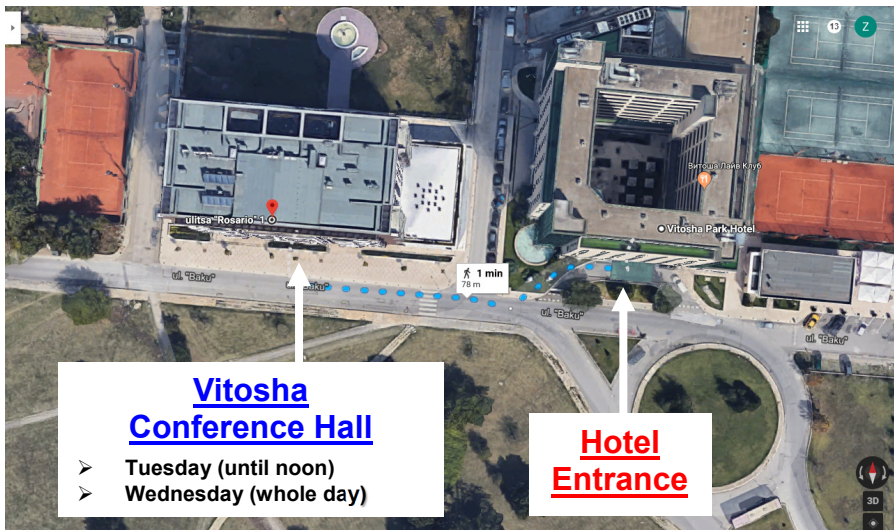 13
Z
Витоша Лайв Клуб
ulitsa "Rosario" 1
Vitosha Park Hotel
1 min
78 m
ul. "Baku"
ul. "Baku"
ul. "Baku"
ul. "Baku"
Vitosha
Conference Hall
➢ Tuesday (until noon)
➢ Wednesday (whole day)
Hotel
Entrance
3D